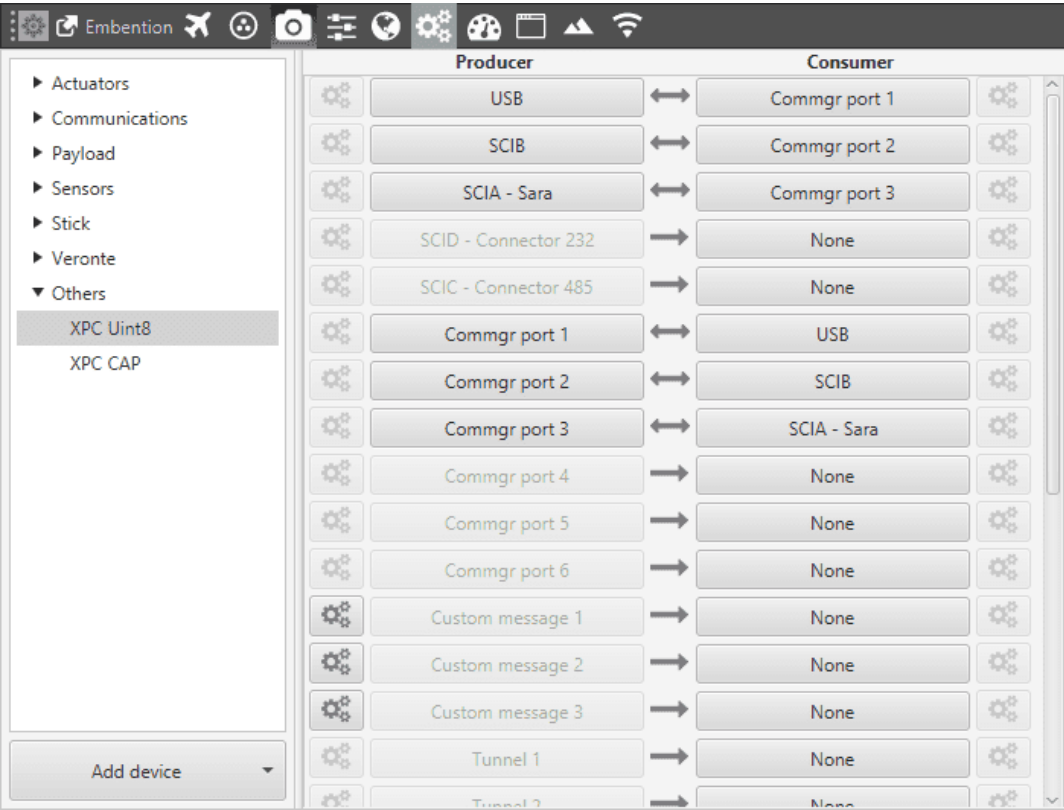 Embention
Actuators
Communications
Payload
Sensors
Stick
Veronte
Others
XPC Uint8
XPC CAP
Add device
Producer Consumer
USB Commgr port 1
SCIB Commgr port 2
SCIA - Sara Commgr port 3
SCID - Connector 232 None
SCIC - Connector 485 None
Commgr port 1 USB
Commgr port 2 SCIB
Commgr port 3 SCIA - Sara
Commgr port 4 None
Commgr port 5 None
Commgr port 6 None
Custom message 1 None
Custom message 2 None
Custom message 3 None
Tunnel 1 None
Tunnel 2 None